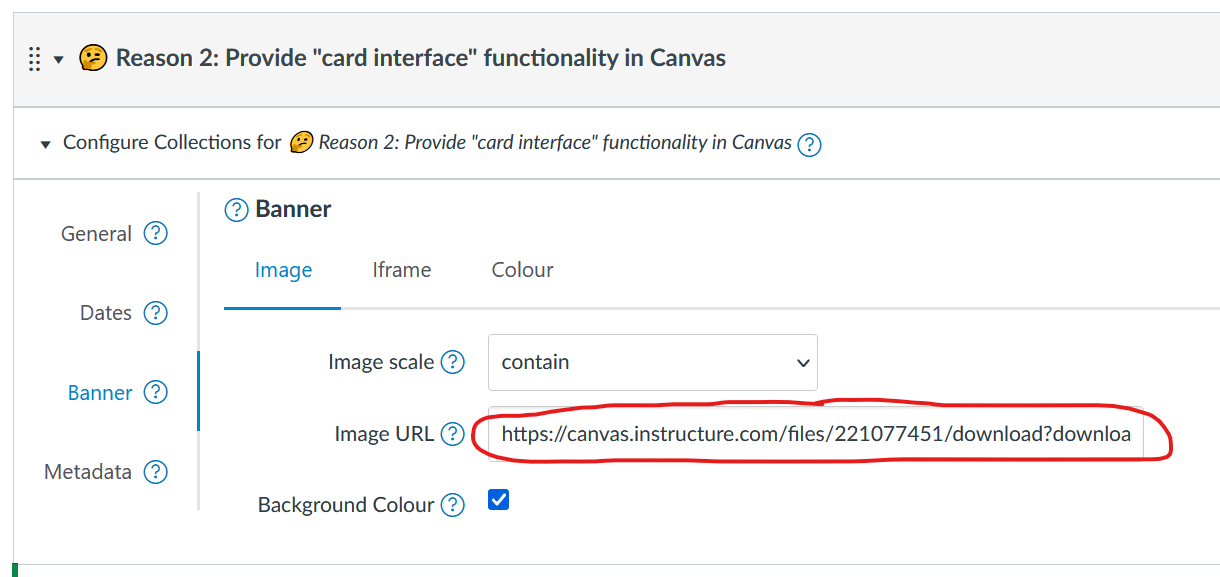 🤔 Reason 2: Provide "card interface" functionality in Canvas
Configure Collections for 🤔 Reason 2: Provide "card interface" functionality in Canvas ?
? Banner
General ?
Image Iframe Colour
Dates ?
Image scale ? contain
Banner ?
Image URL ? https://canvas.instructure.com/files/221077451/download?downloa
Metadata ?
Background Colour ?